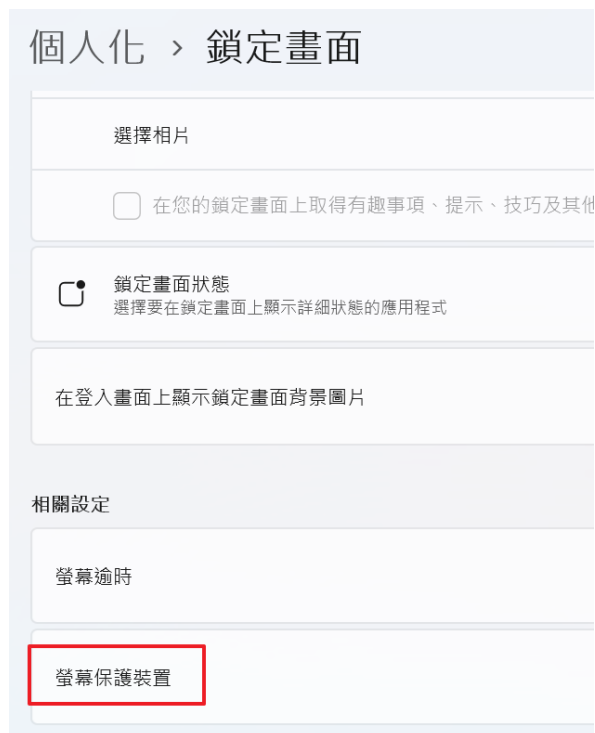 個人化 › 鎖定畫面
選擇相片
在您的鎖定畫面上取得有趣事項、提示、技巧及其他
鎖定畫面狀態
選擇要在鎖定畫面上顯示詳細狀態的應用程式
在登入畫面上顯示鎖定畫面背景圖片
相關設定
螢幕逾時
螢幕保護裝置